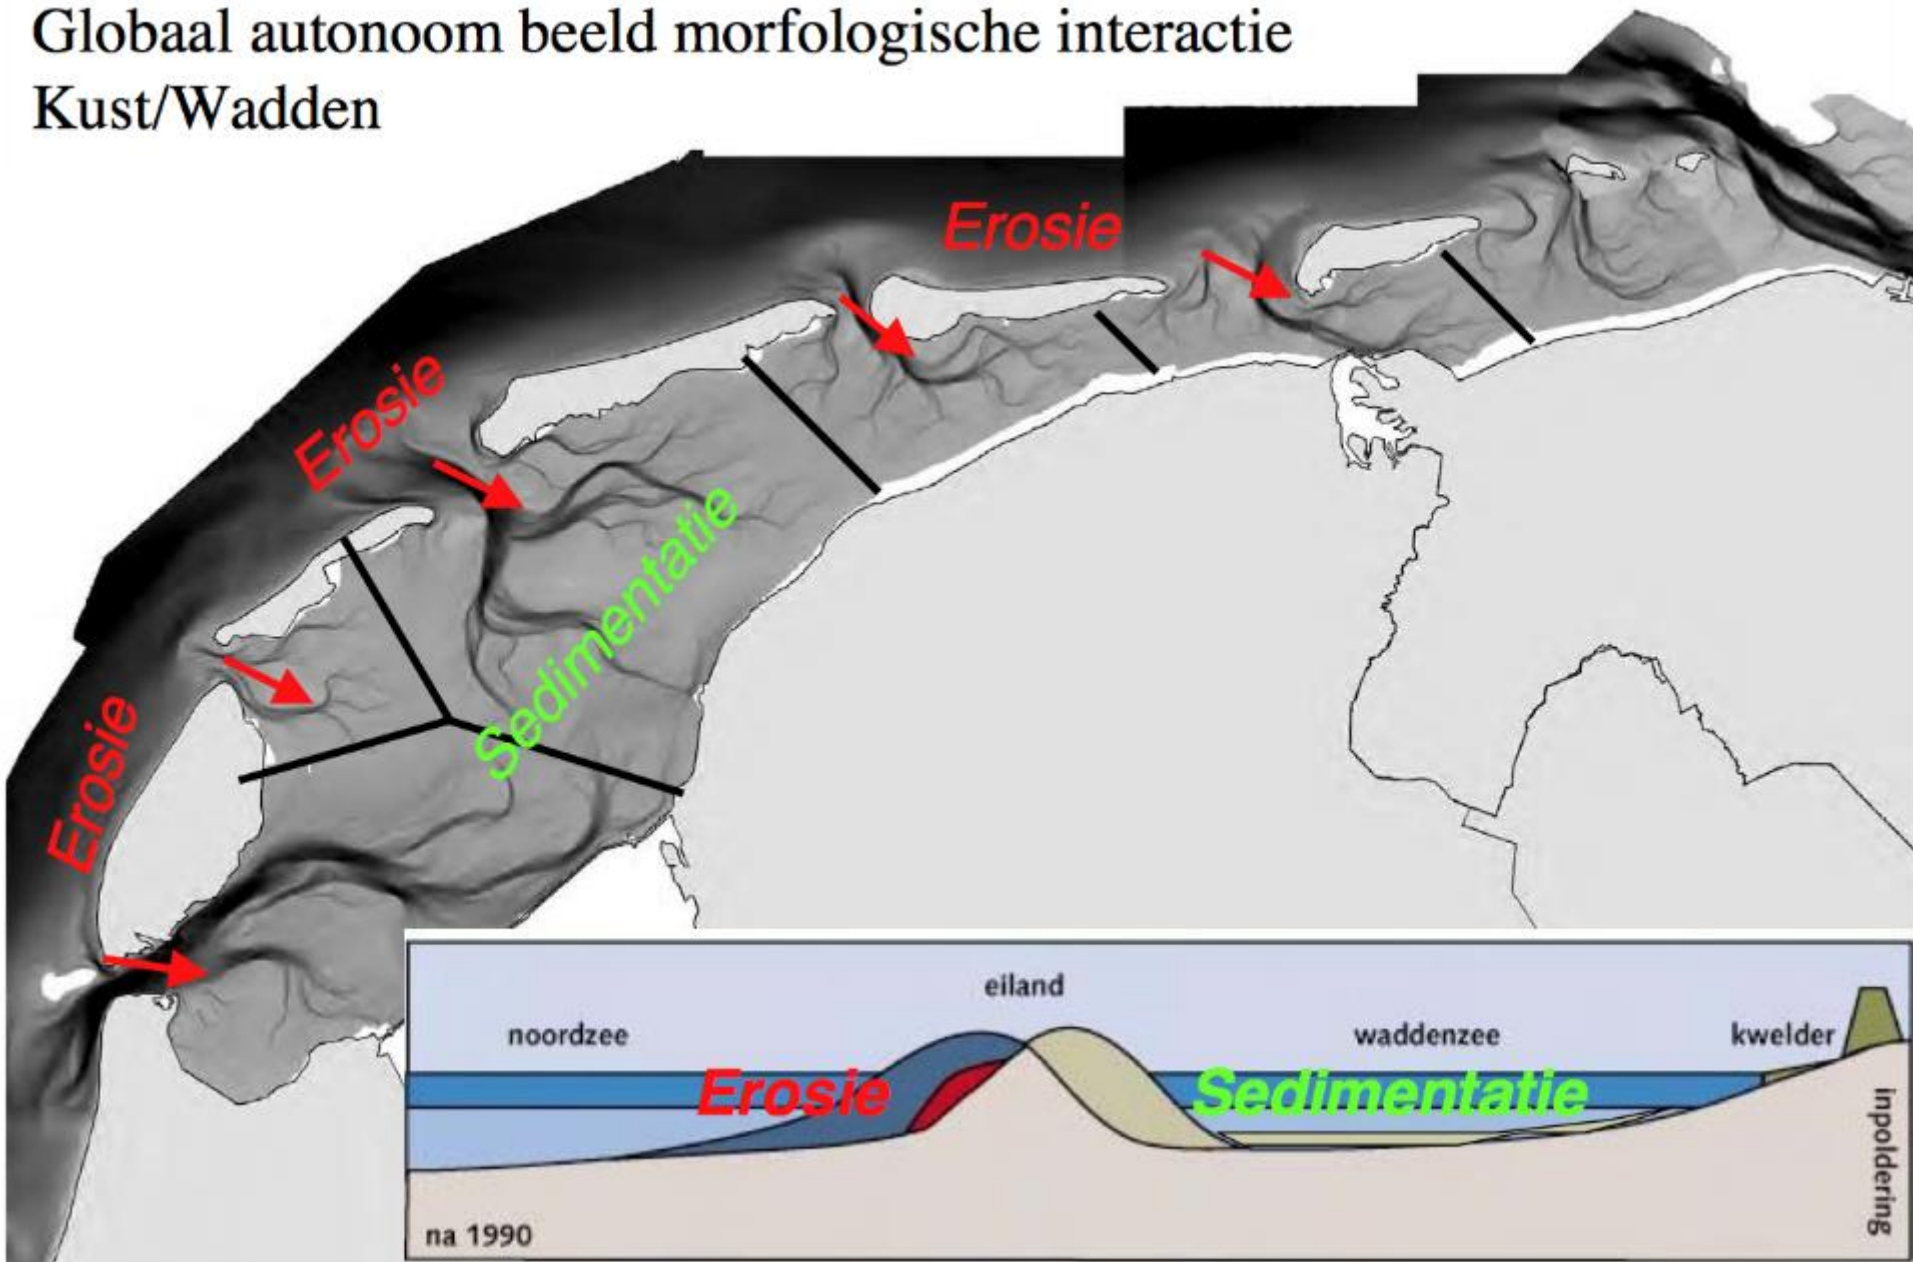 Globaal autonoom beeld morfologische interactie
Kust/Wadden
Erosie
Erosie
Sedimentatie
Erosie
eiland
noordzee
waddenzee
kwelder
Erosie
Sedimentatie
inpoldering
na 1990